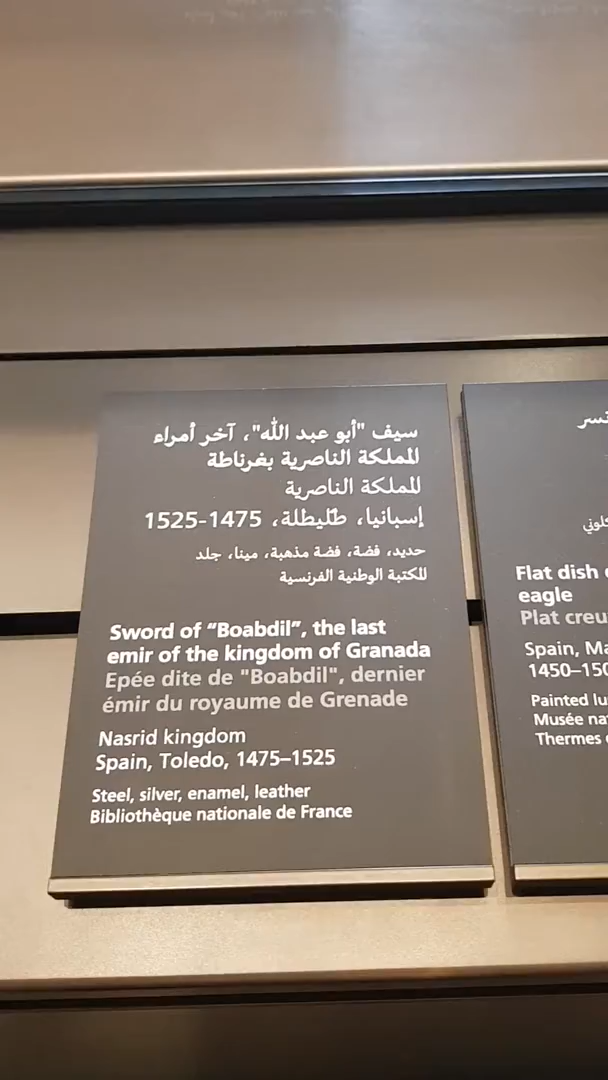 سيف "أبو عبد الله"، آخر أمراء
المملكة الناصرية بغرناطة
المملكة الناصرية
إسبانيا، طليطلة، 1475-1525
حديد، فضة، فضة مذهبة، مينا، جلد
المكتبة الوطنية الفرنسية
Sword of “Boabdil”, the last
emir of the kingdom of Granada
Epée dite de "Boabdil", dernier
émir du royaume de Grenade
Nasrid kingdom
Spain, Toledo, 1475–1525
Steel, silver, enamel, leather
Bibliothèque nationale de France
Flat dish
eagle
Plat creu
Spain, Ma
1450–150
Painted lu
Musée na
Thermes